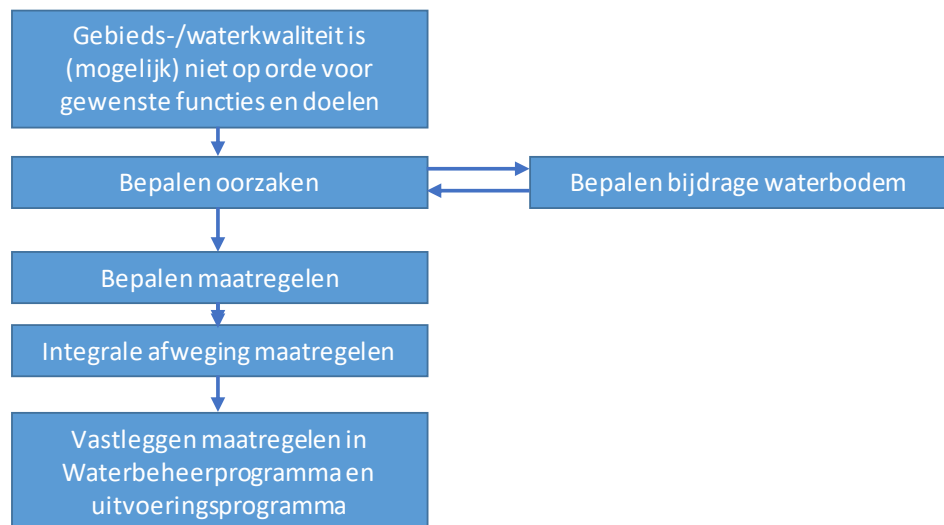 Gebieds-/waterkwaliteit is
(mogelijk) niet op orde voor
gewenste functies en doelen
Bepalen oorzaken
Bepalen bijdrage waterbodem
Bepalen maatregelen
Integrale afweging maatregelen
Vastleggen maatregelen in
Waterbeheerprogramma en
uitvoeringsprogramma